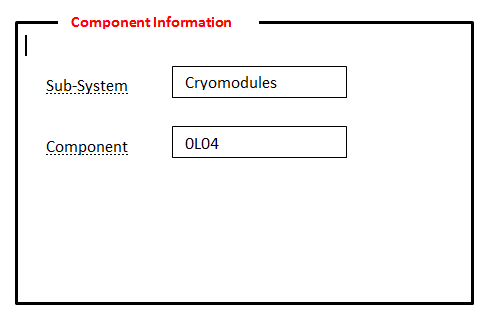 Component Information
Sub-System
Cryomodules
Component
0L04